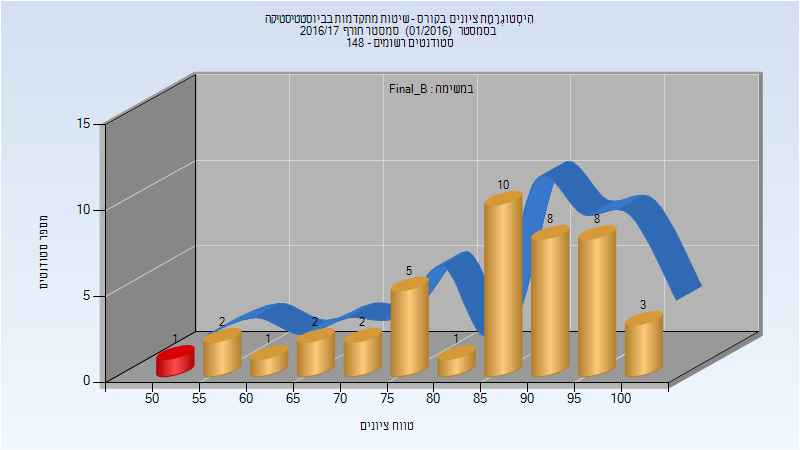 היסטוגרמת ציונים בקורס - שיטות מתקדמות בביוסטטיסטיקה
בסמסטר (01/2016) סמסטר חורף 2016/17
סטודנטים רשומים - 148
במשימה : Final_B
15
10
5
0
מספר סטודנטים
1
2
1
2
2
5
1
10
8
8
3
50 55 60 65 70 75 80 85 90 95 100
טווח ציונים